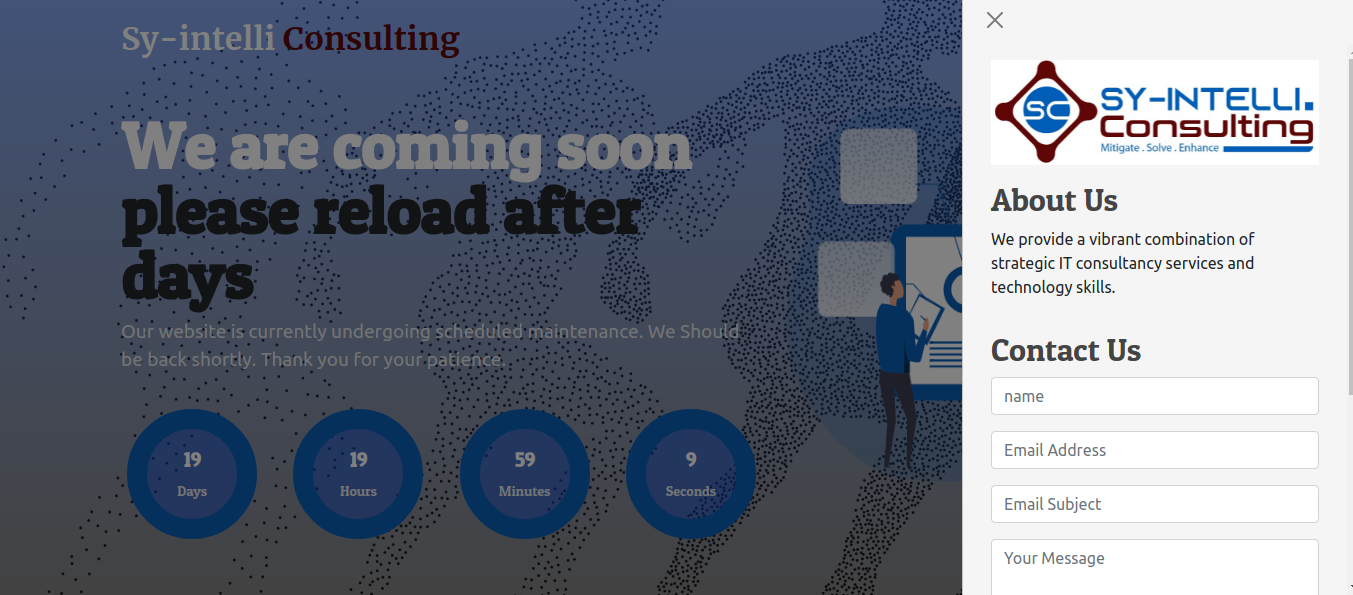 Sy-intelli Consulting
We are coming soon
please reload after
days
Our website is currently undergoing scheduled maintenance. We Should
be back shortly. Thank you for your patience.
19
Days
19
Hours
59
Minutes
9
Seconds
SC
SY-INTELLI.
Consulting
Mitigate . Solve . Enhance
About Us
We provide a vibrant combination of
strategic IT consultancy services and
technology skills.
Contact Us
name
Email Address
Email Subject
Your Message